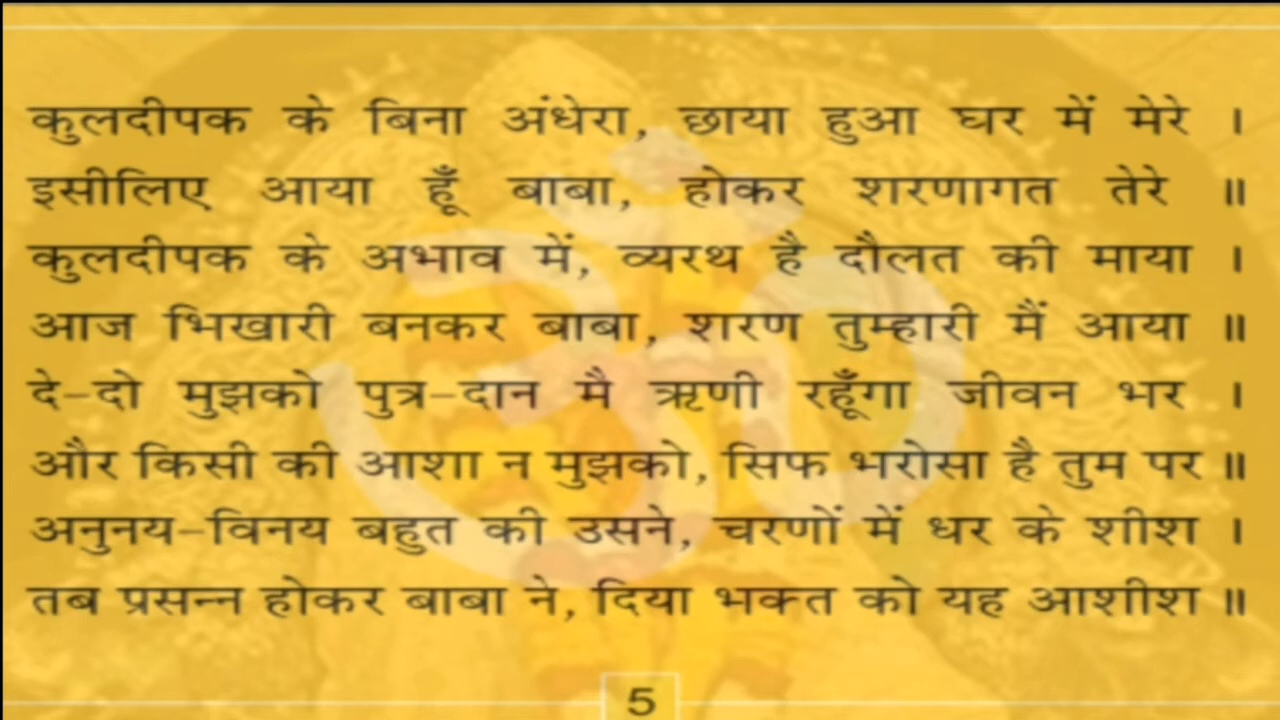 कुलदीपक के बिना अंधेरा, छाया हुआ घर में मेरे ।
इसीलिए आया हूँ बाबा, होकर शरणागत तेरे ॥
कुलदीपक के अभाव में, व्यरथ है दौलत की माया ।
आज भिखारी बनकर बाबा, शरण तुम्हारी मैं आया ॥
दे-दो मुझको पुत्र-दान मै ऋणी रहूँगा जीवन भर ।
और किसी की आशा न मुझको, सिफ भरोसा है तुम पर ॥
अनुनय-विनय बहुत की उसने, चरणों में धर के शीश ।
तब प्रसन्न होकर बाबा ने, दिया भक्त को यह आशीश ॥
5